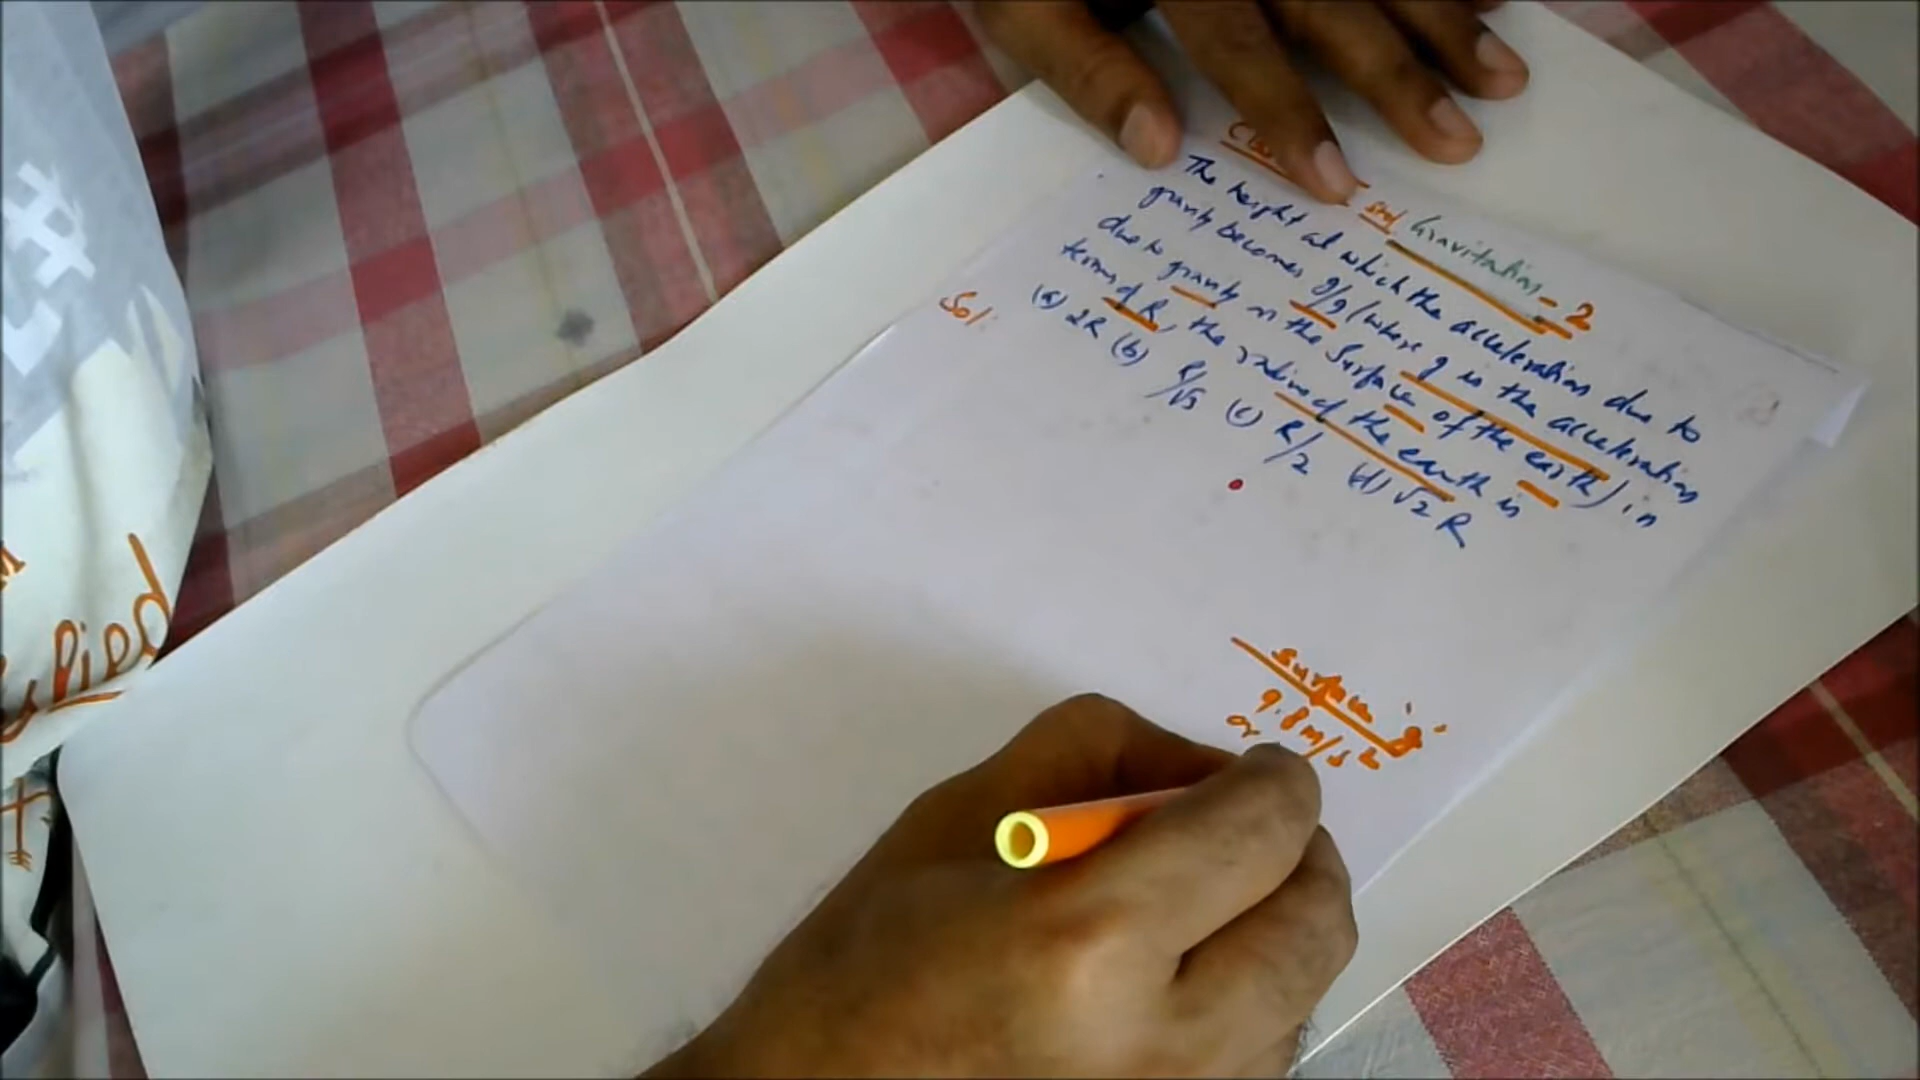 Gravitation - 2
The height at which the acceleration due to
gravity becomes g/9 (where g is the acceleration
due to gravity on the surface of the earth) in
terms of R, the radius of the earth is
(a) 2R (b) R/√3 (c) R/2 (d) √2 R
Sol:
surface 'g'
9.8 m/s2
or
lied